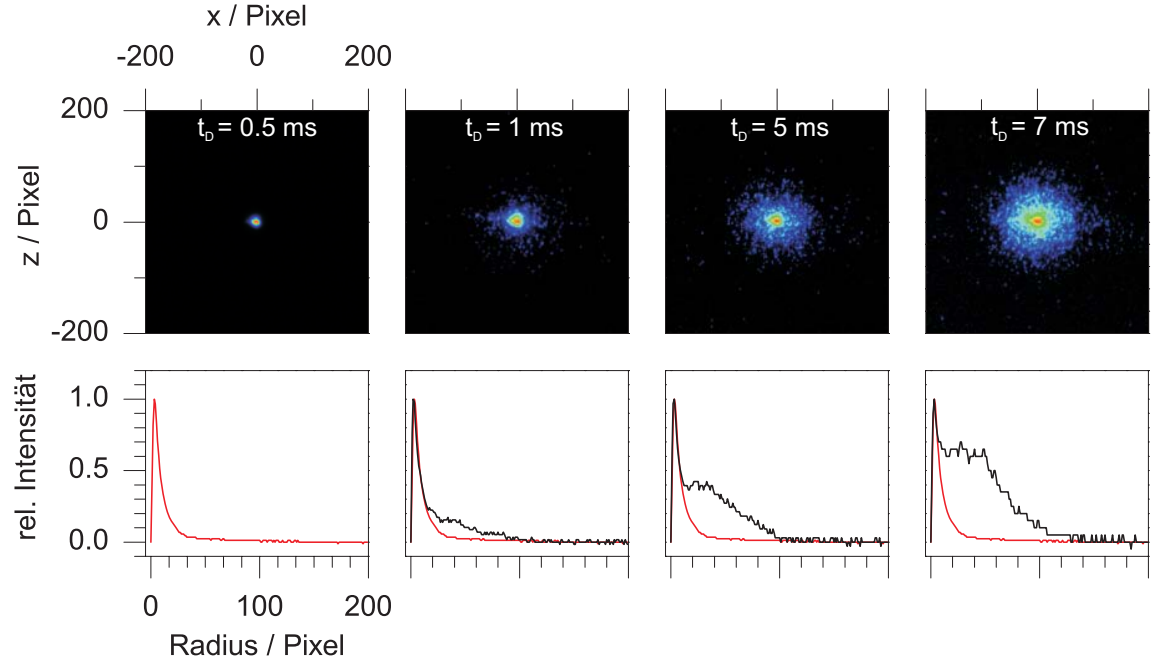 x / Pixel
-200 0 200
z / Pixel
200
0
-200
t_D = 0.5 ms
t_D = 1 ms
t_D = 5 ms
t_D = 7 ms
rel. Intensität
1.0
0.5
0.0
0 100 200
Radius / Pixel